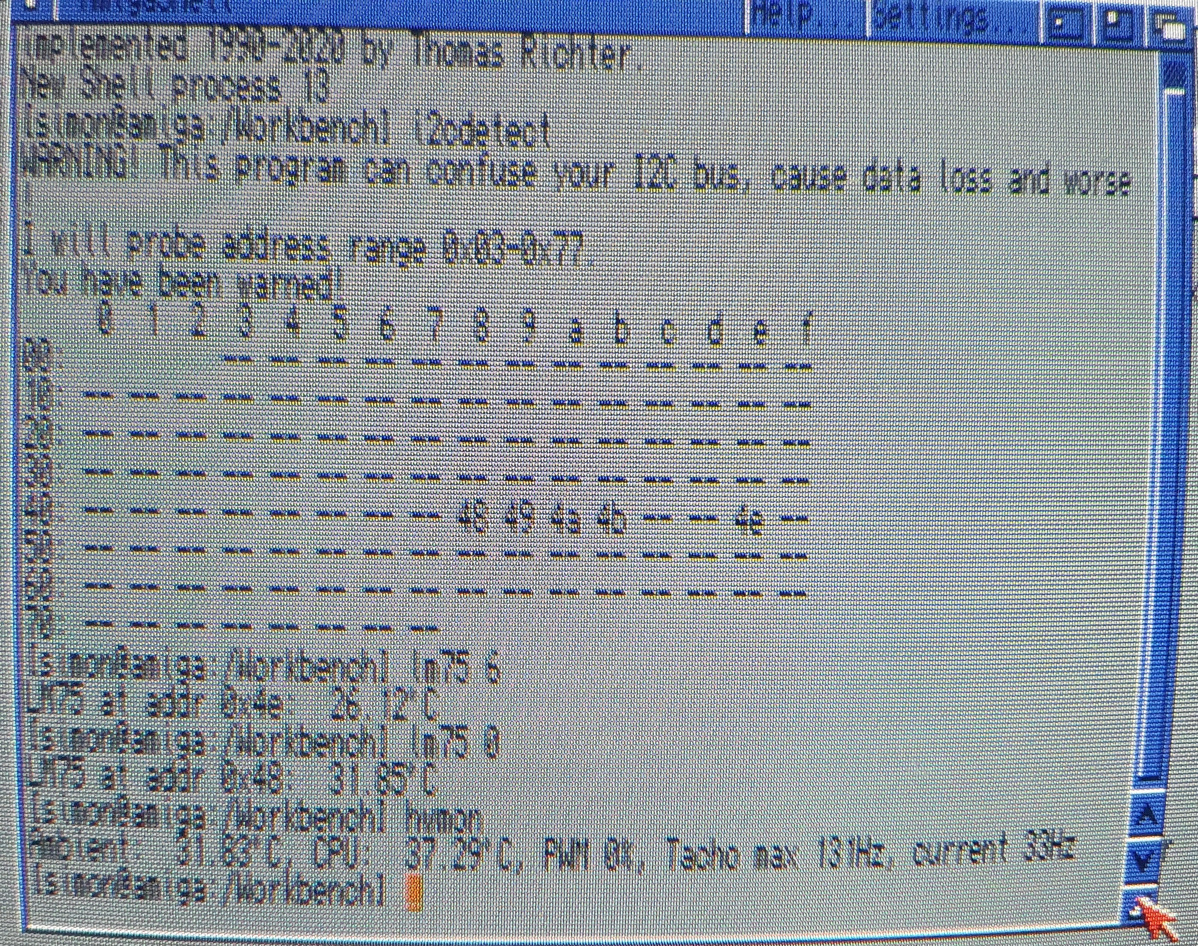 AmigaShell Help... Settings...
Implemented 1990-2020 by Thomas Richter.
New Shell process 13
[simon@amiga:/Workbench] i2cdetect
WARNING! This program can confuse your I2C bus, cause data loss and worse
!
I will probe address range 0x03-0x77.
You have been warned!
0 1 2 3 4 5 6 7 8 9 a b c d e f
00: -- -- -- -- -- -- -- -- -- -- -- -- --
10: -- -- -- -- -- -- -- -- -- -- -- -- -- -- -- --
20: -- -- -- -- -- -- -- -- -- -- -- -- -- -- -- --
30: -- -- -- -- -- -- -- -- -- -- -- -- -- -- -- --
40: -- -- -- -- -- -- -- -- 48 49 4a 4b -- -- 4e --
50: -- -- -- -- -- -- -- -- -- -- -- -- -- -- -- --
60: -- -- -- -- -- -- -- -- -- -- -- -- -- -- -- --
70: -- -- -- -- -- -- -- --
[simon@amiga:/Workbench] lm75 6
LM75 at addr 0x4e: 26.12°C
[simon@amiga:/Workbench] lm75 0
LM75 at addr 0x48: 31.85°C
[simon@amiga:/Workbench] hwmon
Ambient: 31.83°C, CPU: 37.29°C, PWM 0%, Tacho max 131Hz, current 33Hz
[simon@amiga:/Workbench]